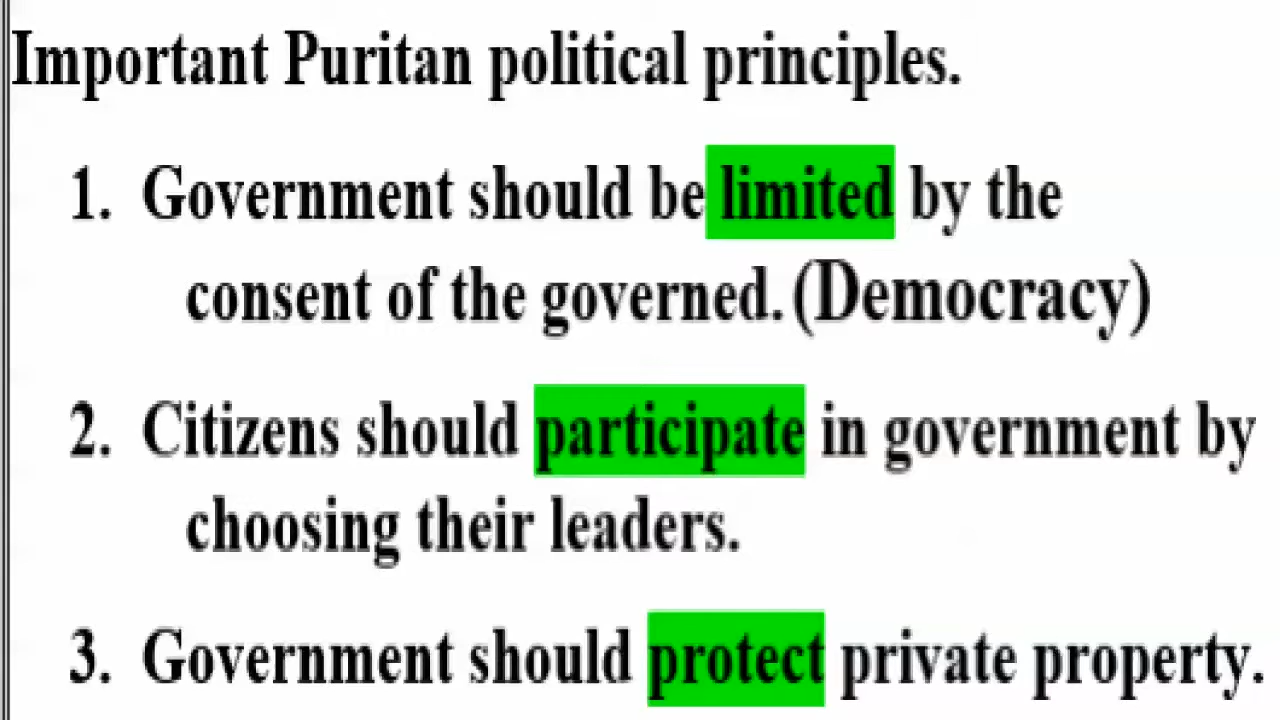 Important Puritan political principles.
1. Government should be limited by the
consent of the governed. (Democracy)
2. Citizens should participate in government by
choosing their leaders.
3. Government should protect private property.